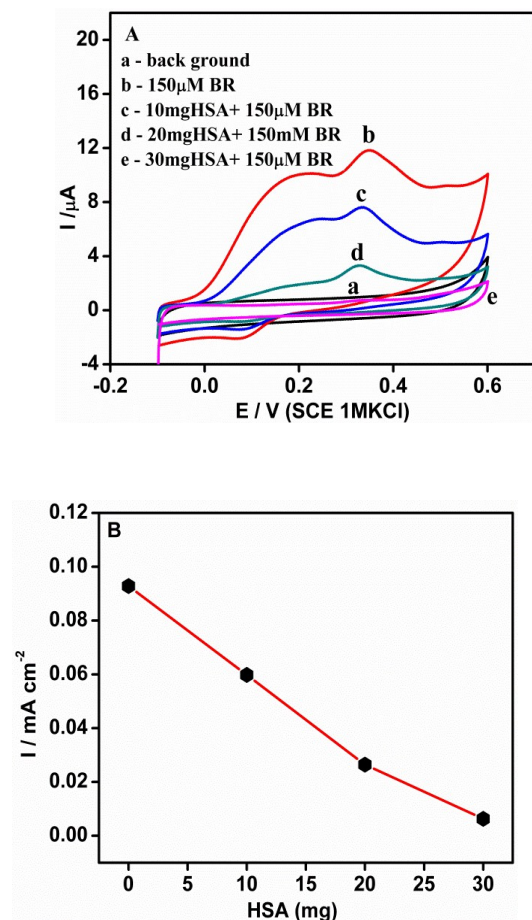 A
a - back ground
b - 150μM BR
c - 10mgHSA+ 150μM BR
d - 20mgHSA+ 150mM BR
e - 30mgHSA+ 150μM BR
20
16
12
8
4
0
-4
I /μA
b
c
d
a
e
-0.2 0.0 0.2 0.4 0.6
E / V (SCE 1MKCl)
B
0.12
0.10
0.08
0.06
0.04
0.02
0.00
I / mA cm⁻²
0 5 10 15 20 25 30
HSA (mg)